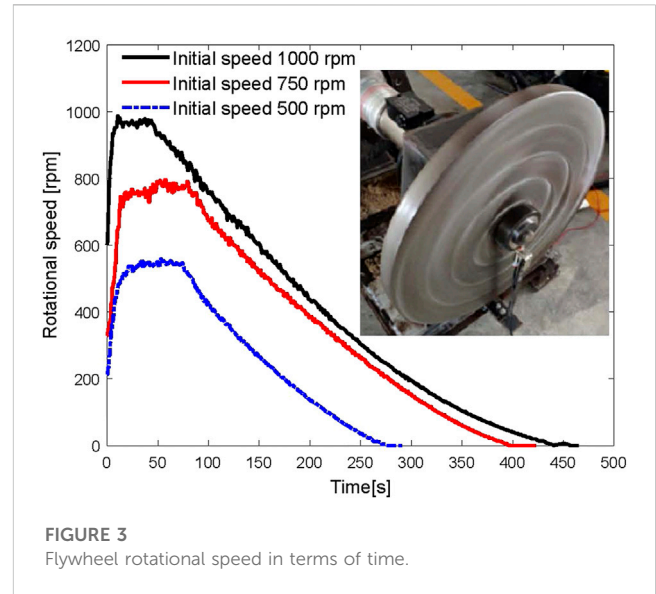 1200
1000
800
600
400
200
0
Rotational speed [rpm]
Initial speed 1000 rpm
Initial speed 750 rpm
Initial speed 500 rpm
0 50 100 150 200 250 300 350 400 450 500
Time[s]
FIGURE 3
Flywheel rotational speed in terms of time.